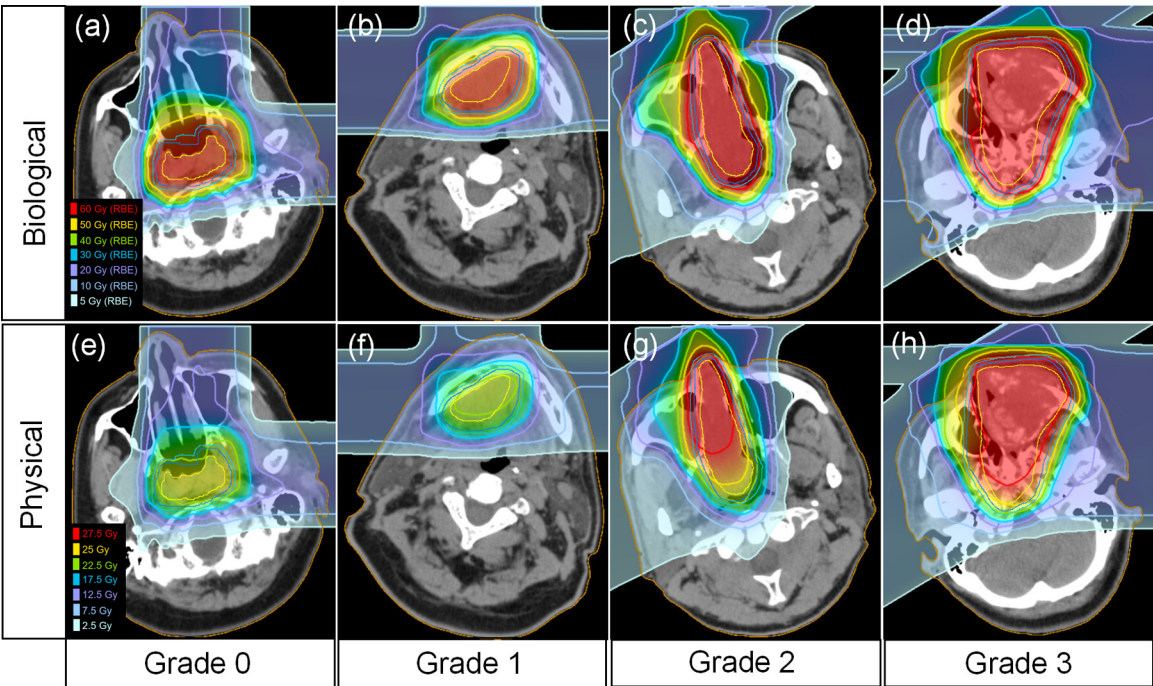 Biological
(a)
(b)
(c)
(d)
60 Gy (RBE)
50 Gy (RBE)
40 Gy (RBE)
30 Gy (RBE)
20 Gy (RBE)
10 Gy (RBE)
5 Gy (RBE)
Physical
(e)
(f)
(g)
(h)
27.5 Gy
25 Gy
22.5 Gy
17.5 Gy
12.5 Gy
7.5 Gy
2.5 Gy
Grade 0
Grade 1
Grade 2
Grade 3